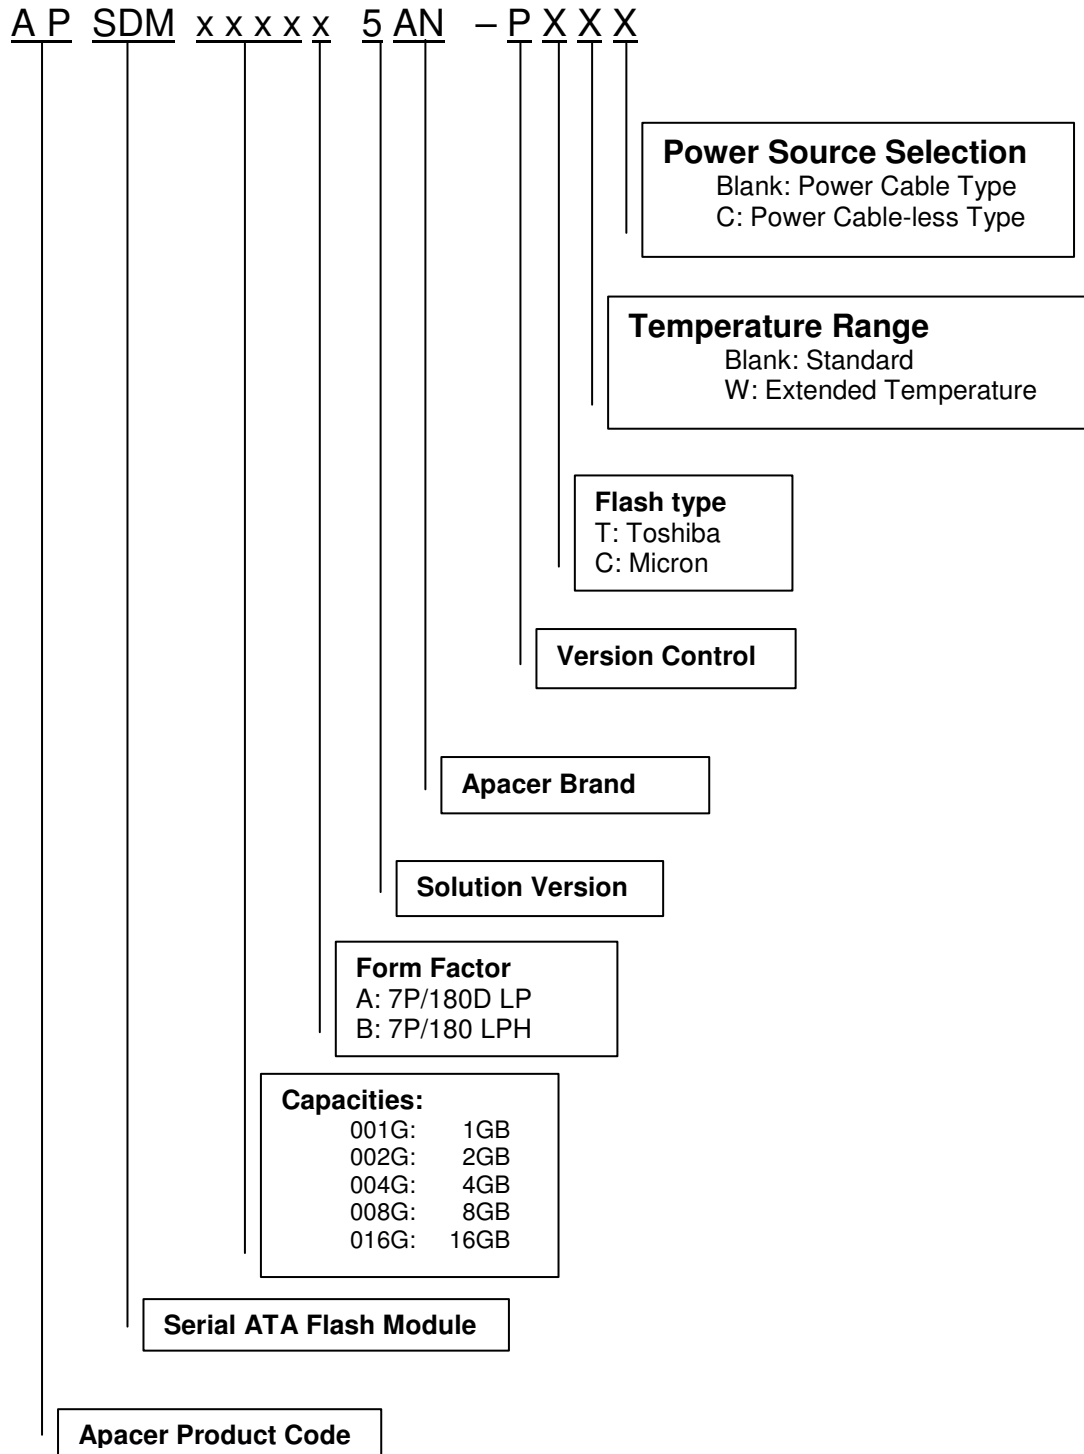 A P SDM x x x x x 5 AN – P X X X
Power Source Selection
Blank: Power Cable Type
C: Power Cable-less Type
Temperature Range
Blank: Standard
W: Extended Temperature
Flash type
T: Toshiba
C: Micron
Version Control
Apacer Brand
Solution Version
Form Factor
A: 7P/180D LP
B: 7P/180 LPH
Capacities:
001G: 1GB
002G: 2GB
004G: 4GB
008G: 8GB
016G: 16GB
Serial ATA Flash Module
Apacer Product Code